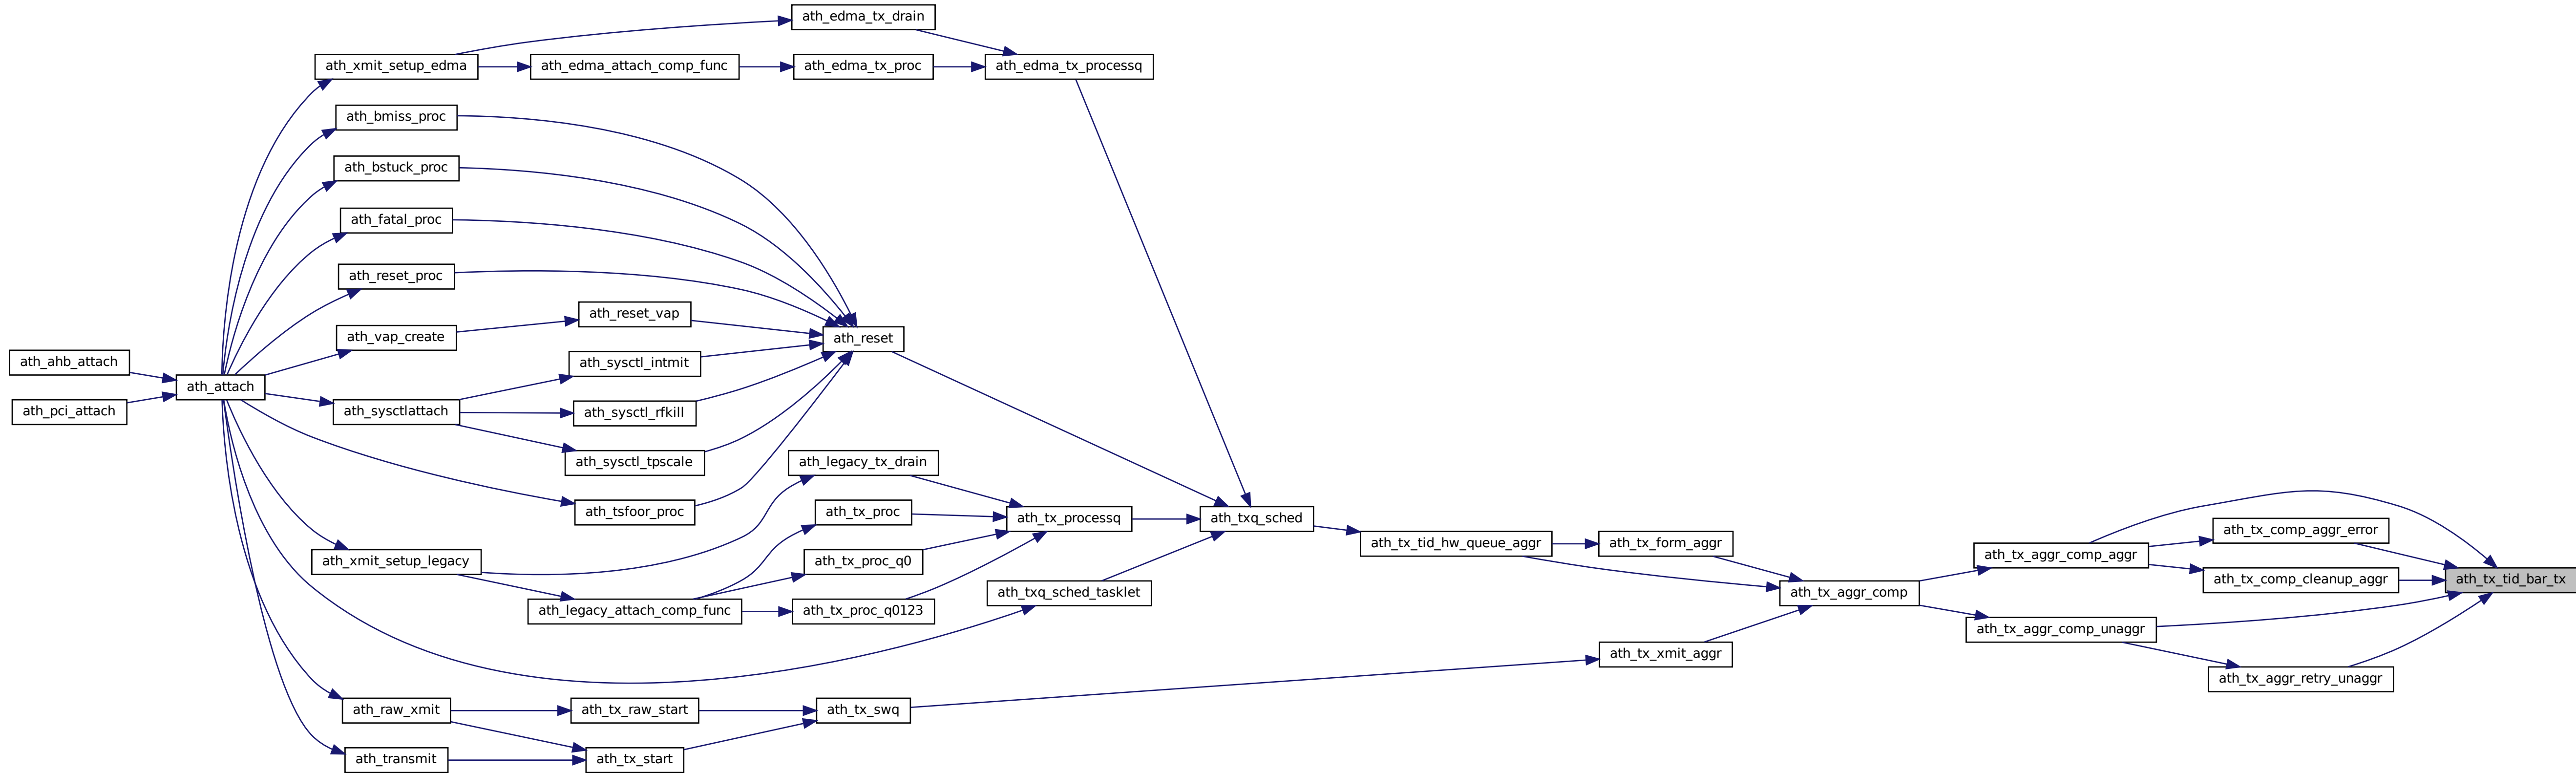 ath_edma_tx_drain
ath_xmit_setup_edma
ath_edma_attach_comp_func
ath_edma_tx_proc
ath_edma_tx_processq
ath_bmiss_proc
ath_bstuck_proc
ath_fatal_proc
ath_reset_proc
ath_reset_vap
ath_vap_create
ath_reset
ath_ahb_attach
ath_sysctl_intmit
ath_attach
ath_pci_attach
ath_sysctlattach
ath_sysctl_rfkill
ath_sysctl_tpscale
ath_legacy_tx_drain
ath_tsfoor_proc
ath_tx_proc
ath_tx_processq
ath_txq_sched
ath_tx_comp_aggr_error
ath_tx_tid_hw_queue_aggr
ath_tx_form_aggr
ath_tx_aggr_comp_aggr
ath_xmit_setup_legacy
ath_tx_proc_q0
ath_tx_comp_cleanup_aggr
ath_tx_tid_bar_tx
ath_txq_sched_tasklet
ath_tx_aggr_comp
ath_legacy_attach_comp_func
ath_tx_proc_q0123
ath_tx_aggr_comp_unaggr
ath_tx_xmit_aggr
ath_tx_aggr_retry_unaggr
ath_raw_xmit
ath_tx_raw_start
ath_tx_swq
ath_transmit
ath_tx_start